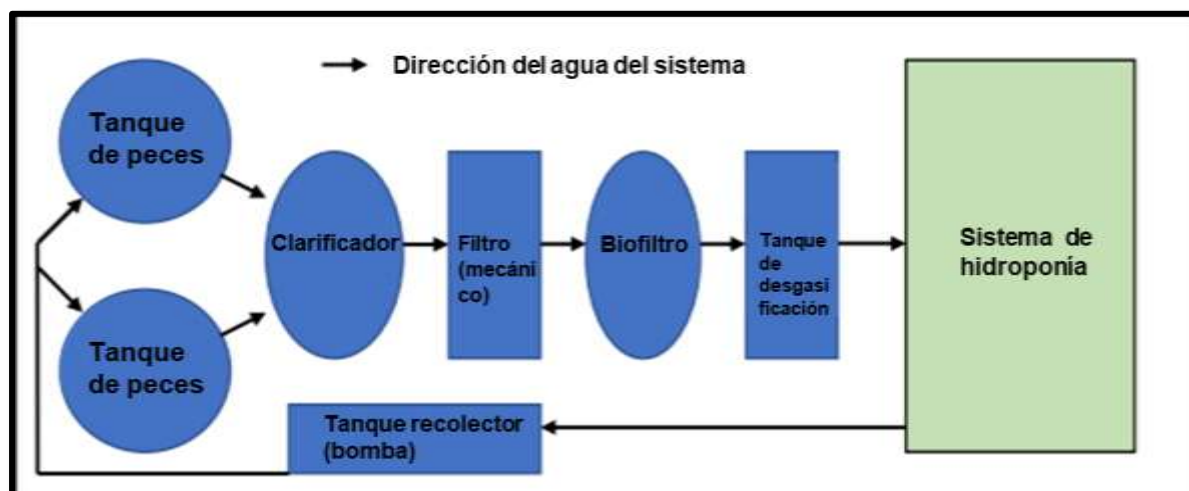 Dirección del agua del sistema
Tanque
de peces
Clarificador
Filtro
(mecáni
co)
Biofiltro
Tanque
de
desgasi
ficación
Sistema de
hidroponía
Tanque
de peces
Tanque recolector
(bomba)